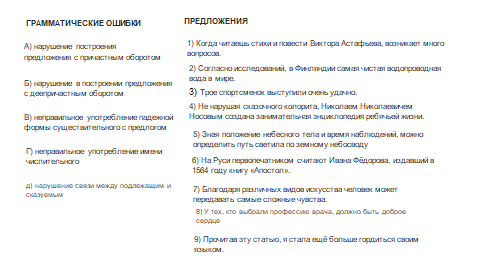 ГРАММАТИЧЕСКИЕ ОШИБКИ
А) нарушение построения
предложения с причастным оборотом
Б) нарушение в построении предложения
с деепричастным оборотом
В) неправильное употребление падежной
формы существительного с предлогом
Г) неправильное употребление имени
числительного
д) нарушение связи между подлежащим и
сказуемым
ПРЕДЛОЖЕНИЯ
1) Когда читаешь стихи и повести Виктора Астафьева, возникает много
вопросов.
2) Согласно исследований, в Финляндии самая чистая водопроводная
вода в мире.
3) Трое спортсменок выступили очень удачно.
4) Не нарушая сказочного колорита, Николаем Николаевичем
Носовым создана занимательная энциклопедия ребячьей жизни.
5) Зная положение небесного тела и время наблюдений, можно
определить путь светила по земному небосводу
6) На Руси первопечатником считают Ивана Фёдорова, издавший в
1564 году книгу «Апостол».
7) Благодаря различных видов искусства человек может
передавать самые сложные чувства.
8) У тех, кто выбрали профессию врача, должно быть доброе
сердце
9) Прочитав эту статью, я стала ещё больше гордиться своим
языком.